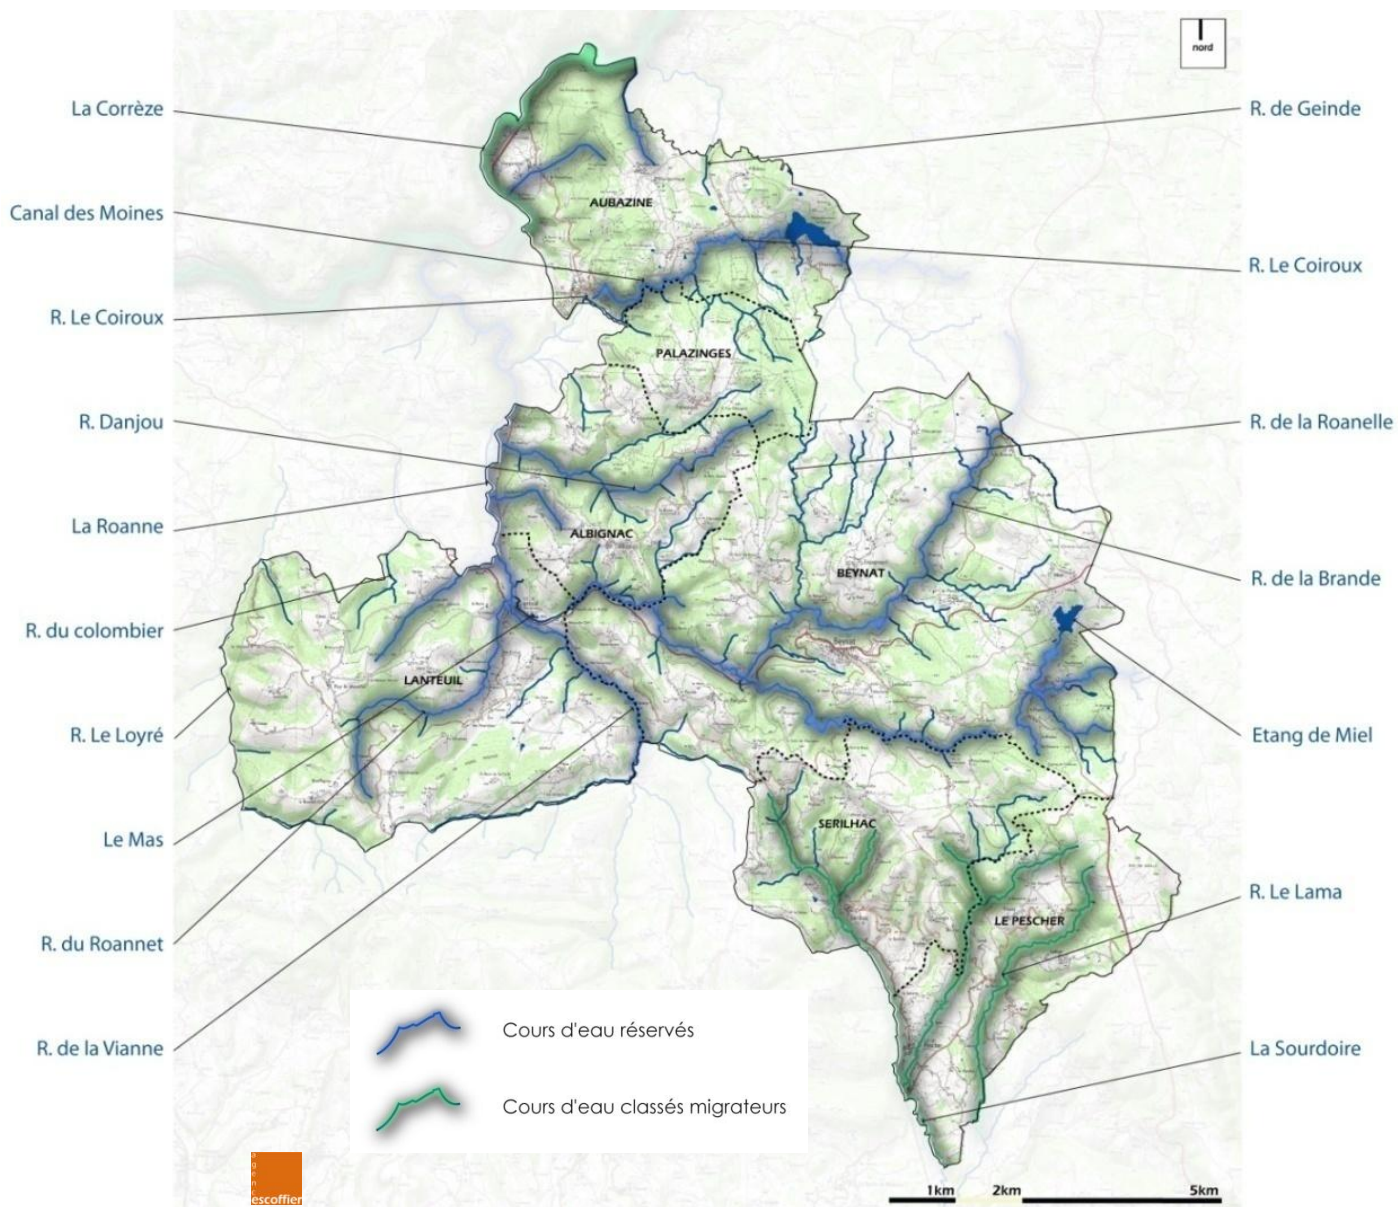 nord
La Corrèze
R. de Geinde
Canal des Moines
AUBAZINE
R. Le Coiroux
R. Le Coiroux
PALAZINGES
R. Danjou
R. de la Roanelle
La Roanne
ALBIGNAC
BEYNAT
R. de la Brande
R. du colombier
LANTEUIL
R. Le Loyré
Etang de Miel
Le Mas
SERILHAC
R. Le Lama
LE PESCHER
R. du Roannet
R. de la Vianne
La Sourdoire
Cours d'eau réservés
Cours d'eau classés migrateurs
escoffier
1km 2km 5km